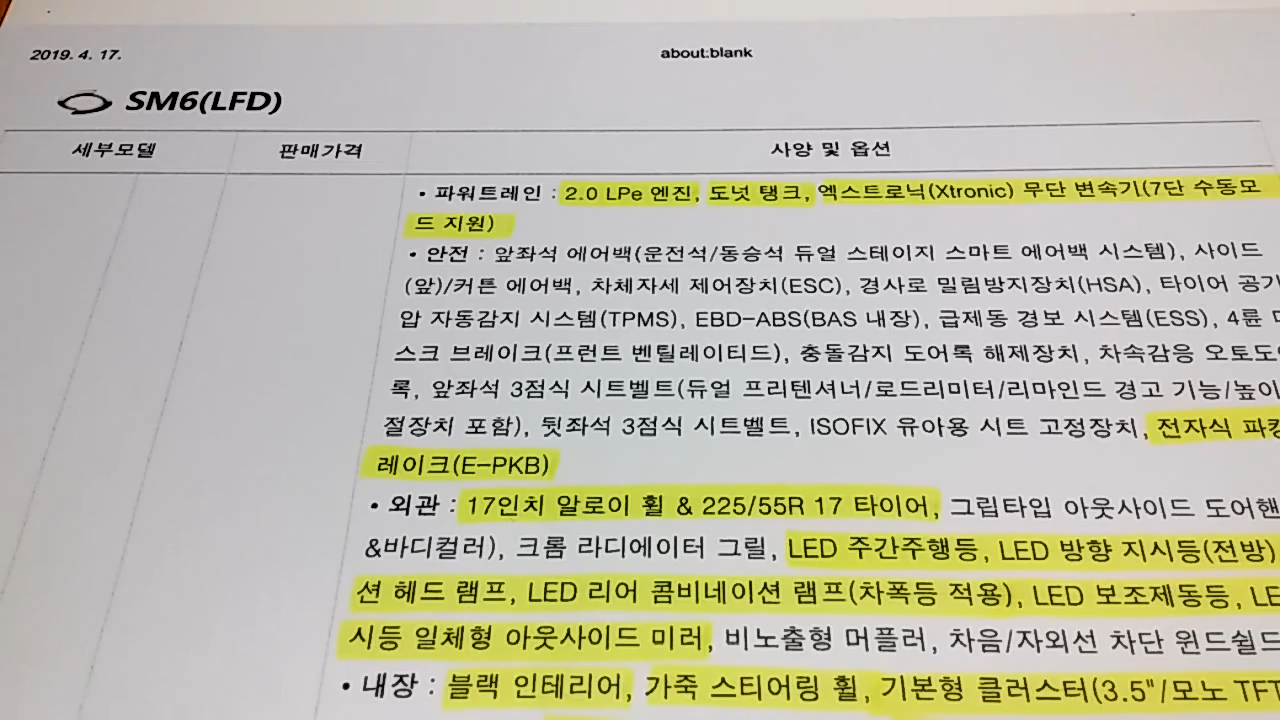 2019. 4. 17.
about:blank
SM6(LFD)
세부모델 판매가격 사양 및 옵션
• 파워트레인 : 2.0 LPe 엔진, 도넛 탱크, 엑스트로닉(Xtronic) 무단 변속기(7단 수동모
드 지원)
• 안전 : 앞좌석 에어백(운전석/동승석 듀얼 스테이지 스마트 에어백 시스템), 사이드
(앞)/커튼 에어백, 차체자세 제어장치(ESC), 경사로 밀림방지장치(HSA), 타이어 공기
압 자동감지 시스템(TPMS), EBD-ABS(BAS 내장), 급제동 경보 시스템(ESS), 4륜
스크 브레이크(프런트 벤틸레이티드), 충돌감지 도어록 해제장치, 차속감응 오토도
록, 앞좌석 3점식 시트벨트(듀얼 프리텐셔너/로드리미터/리마인드 경고 기능/높이
절장치 포함), 뒷좌석 3점식 시트벨트, ISOFIX 유아용 시트 고정장치, 전자식 파킹
레이크(E-PKB)
• 외관 : 17인치 알로이 휠 & 225/55R 17 타이어, 그립타입 아웃사이드 도어핸
&바디컬러), 크롬 라디에이터 그릴, LED 주간주행등, LED 방향 지시등(전방)
션 헤드 램프, LED 리어 콤비네이션 램프(차폭등 적용), LED 보조제동등, LE
시등 일체형 아웃사이드 미러, 비노출형 머플러, 차음/자외선 차단 윈드쉴드
• 내장 : 블랙 인테리어, 가죽 스티어링 휠, 기본형 클러스터(3.5"/모노 TFT